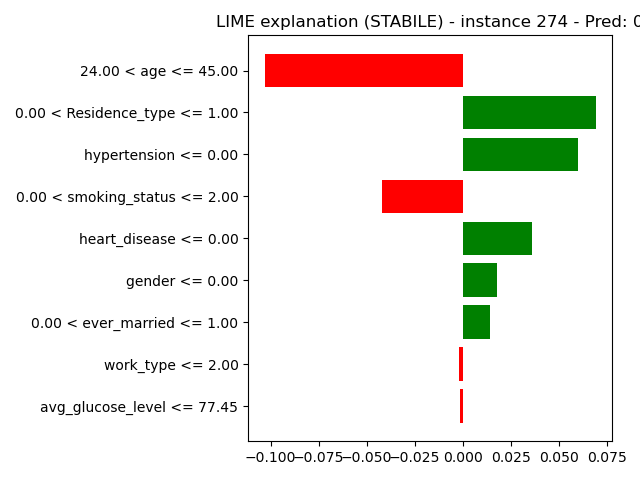 LIME explanation (STABILE) - instance 274 - Pred: 0
24.00 < age <= 45.00
0.00 < Residence_type <= 1.00
hypertension <= 0.00
0.00 < smoking_status <= 2.00
heart_disease <= 0.00
gender <= 0.00
0.00 < ever_married <= 1.00
work_type <= 2.00
avg_glucose_level <= 77.45
−0.100 −0.075 −0.050 −0.025 0.000 0.025 0.050 0.075